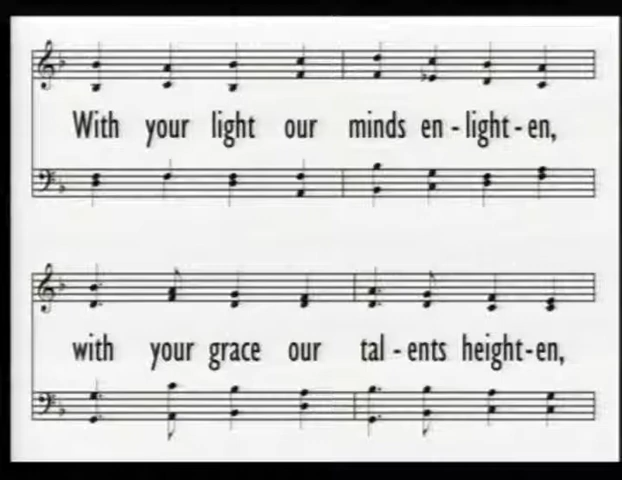 With your light our minds en - light - en,
with your grace our tal - ents height - en,